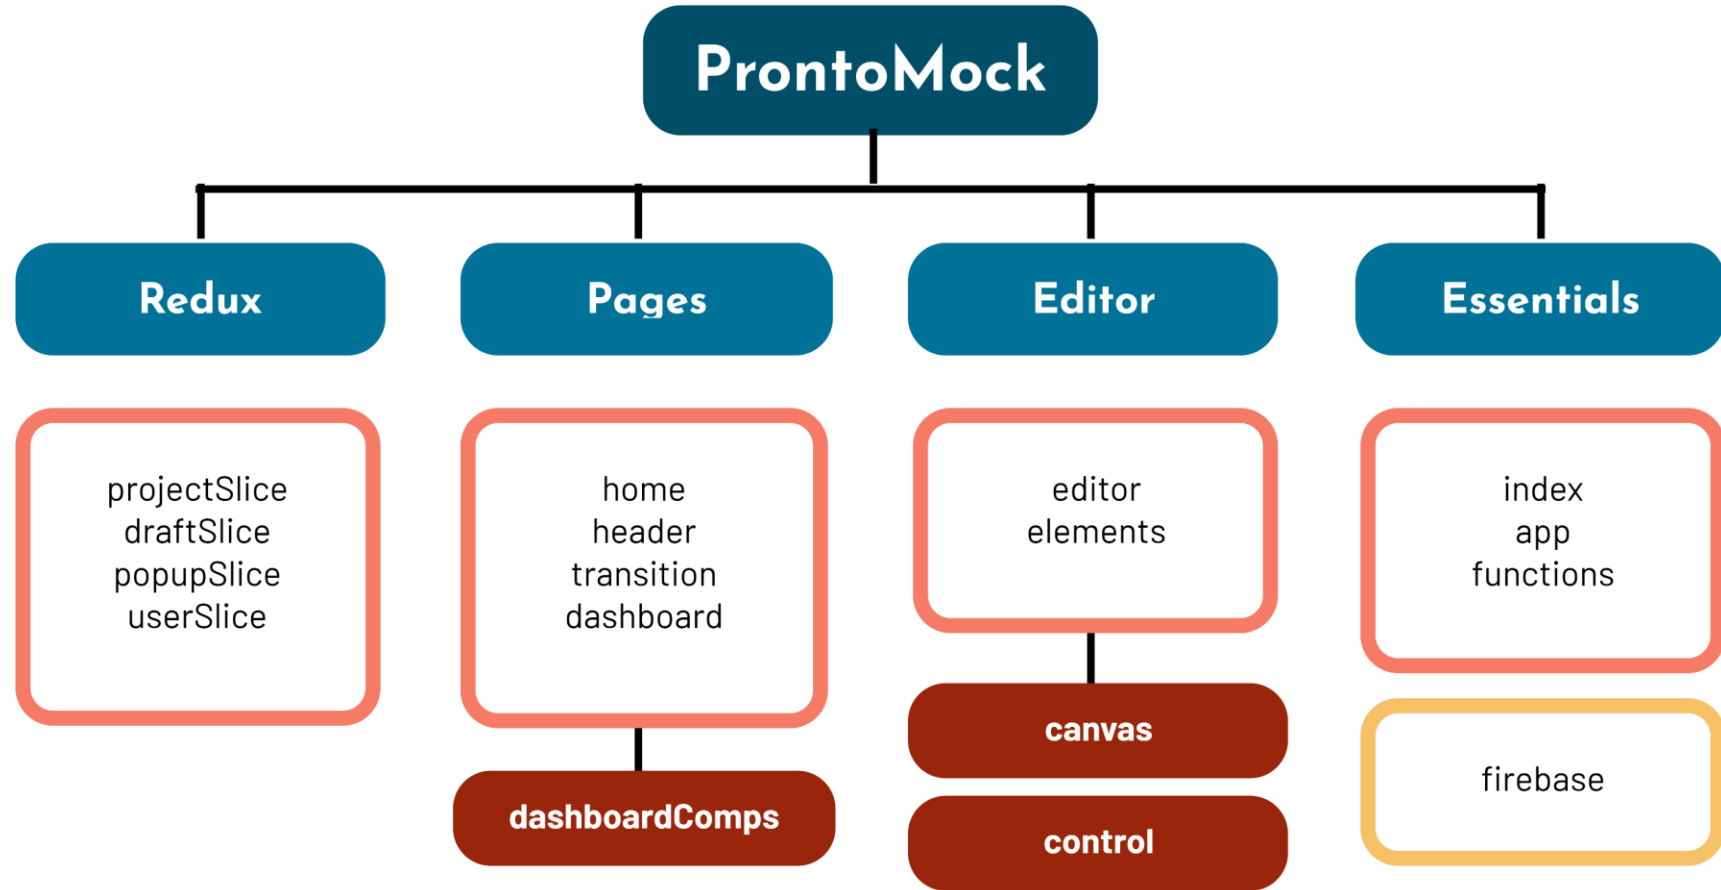 ProntoMock
Redux
Pages
Editor
Essentials
projectSlice
draftSlice
popupSlice
userSlice
home
header
transition
dashboard
dashboardComps
editor
elements
canvas
control
index
app
functions
firebase